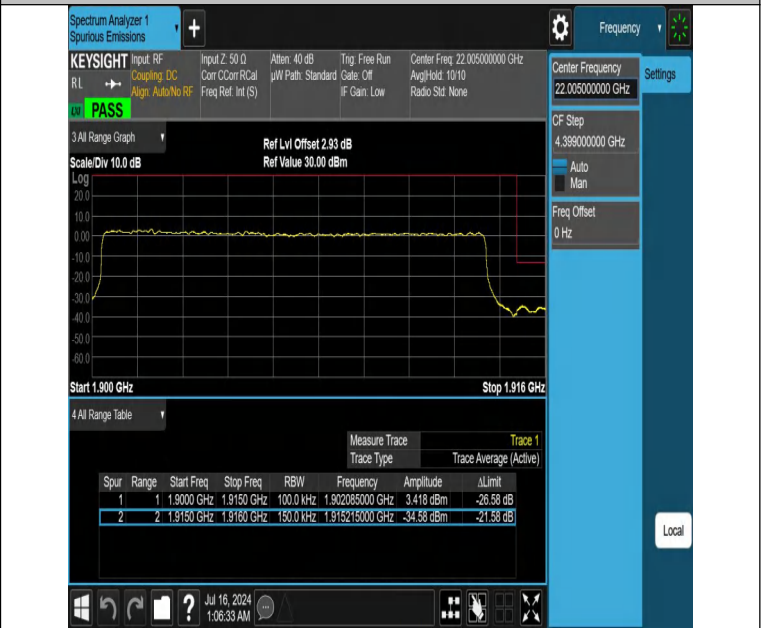 Spectrum Analyzer 1
Spurious Emissions
+
Frequency
KEYSIGHT Input: RF Input Z: 50 Ω Atten: 40 dB Trig: Free Run Center Freq: 22.005000000 GHz
RL Coupling: DC Corr CCorr RCal µW Path: Standard Gate: Off Avg|Hold: 10/10
Align: Auto/No RF Freq Ref: Int (S) IF Gain: Low Radio Std: None
LXI PASS
Center Frequency
22.005000000 GHz
Settings
CF Step
4.399000000 GHz
Auto
Man
Freq Offset
0 Hz
3 All Range Graph
Ref Lvl Offset 2.93 dB
Scale/Div 10.0 dB Ref Value 30.00 dBm
Log
20.0
10.0
0.00
-10.0
-20.0
-30.0
-40.0
-50.0
-60.0
Start 1.900 GHz Stop 1.916 GHz
4 All Range Table
Measure Trace Trace 1
Trace Type Trace Average (Active)
Spur Range Start Freq Stop Freq RBW Frequency Amplitude ΔLimit
1 1 1.9000 GHz 1.9150 GHz 100.0 kHz 1.902085000 GHz 3.418 dBm -26.58 dB
2 2 1.9150 GHz 1.9160 GHz 150.0 kHz 1.915215000 GHz -34.58 dBm -21.58 dB
Local
? Jul 16, 2024
1:06:33 AM